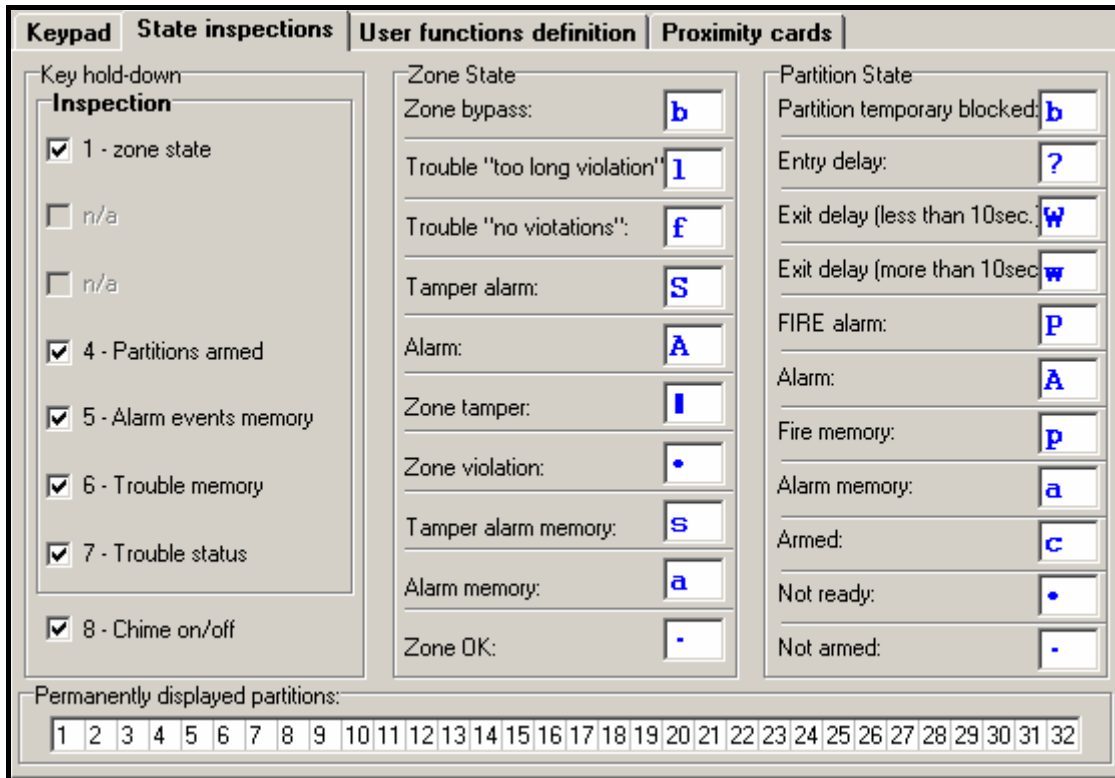 Keypad State inspections User functions definition Proximity cards
Key hold-down
Inspection
1 - zone state
n/a
n/a
4 - Partitions armed
5 - Alarm events memory
6 - Trouble memory
7 - Trouble status
8 - Chime on/off
Zone State
Zone bypass: b
Trouble "too long violation" l
Trouble "no viotations": f
Tamper alarm: S
Alarm: A
Zone tamper: ▮
Zone violation: •
Tamper alarm memory: s
Alarm memory: a
Zone OK: ·
Partition State
Partition temporary blocked: b
Entry delay: ?
Exit delay (less than 10sec.) W
Exit delay (more than 10sec w
FIRE alarm: P
Alarm: A
Fire memory: p
Alarm memory: a
Armed: c
Not ready: •
Not armed: ·
Permanently displayed partitions:
1 2 3 4 5 6 7 8 9 10 11 12 13 14 15 16 17 18 19 20 21 22 23 24 25 26 27 28 29 30 31 32